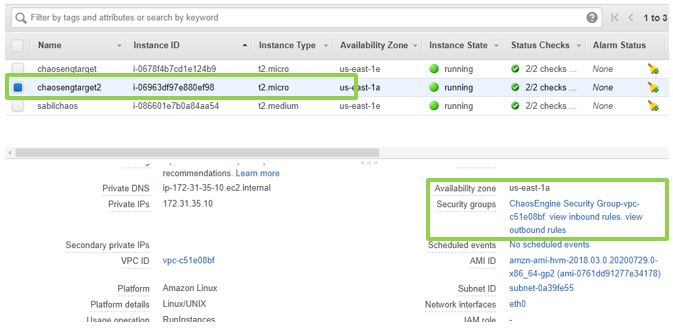 Filter by tags and attributes or search by keyword
1 to 3
Name Instance ID Instance Type Availability Zone Instance State Status Checks Alarm Status
chaosengtarget i-0678f4b7cd1e124b9 t2.micro us-east-1e running 2/2 checks ... None
chaosengtarget2 i-06963df97e880ef98 t2.micro us-east-1a running 2/2 checks ... None
sabilchaos i-086601e7b0a84aa54 t2.medium us-east-1e running 2/2 checks ... None
recommendations. Learn more
Private DNS ip-172-31-35-10.ec2.internal
Private IPs 172.31.35.10
Secondary private IPs
VPC ID vpc-c51e08bf
Platform Amazon Linux
Platform details Linux/UNIX
Usage operation RunInstances
Availability zone us-east-1a
Security groups ChaosEngine Security Group-vpc-
c51e08bf. view inbound rules. view
outbound rules
Scheduled events No scheduled events
AMI ID amzn-ami-hvm-2018.03.0.20200729.0-
x86_64-gp2 (ami-0761dd91277e34178)
Subnet ID subnet-0a39fe55
Network interfaces eth0
IAM role -